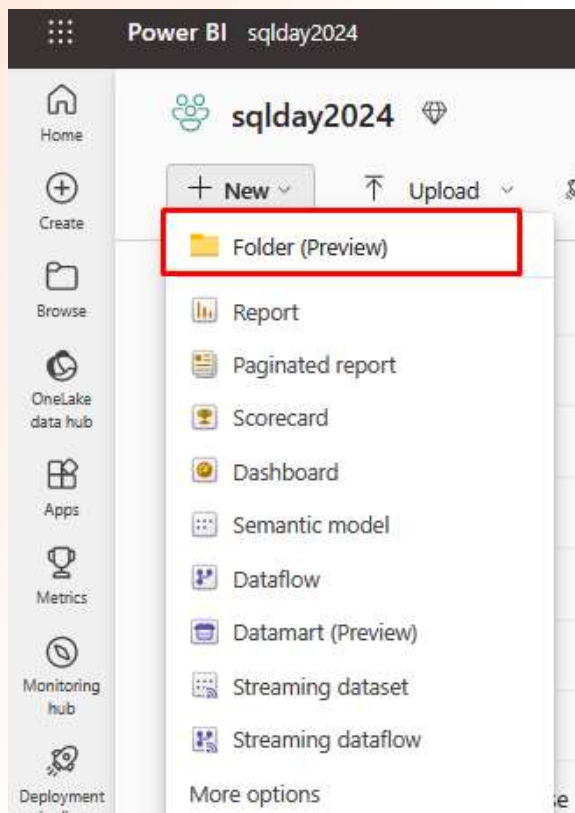 Power BI sqlday2024
sqlday2024
New
Upload
Home
Create
Browse
OneLake
data hub
Apps
Metrics
Monitoring
hub
Deployment
Folder (Preview)
Report
Paginated report
Scorecard
Dashboard
Semantic model
Dataflow
Datamart (Preview)
Streaming dataset
Streaming dataflow
More options